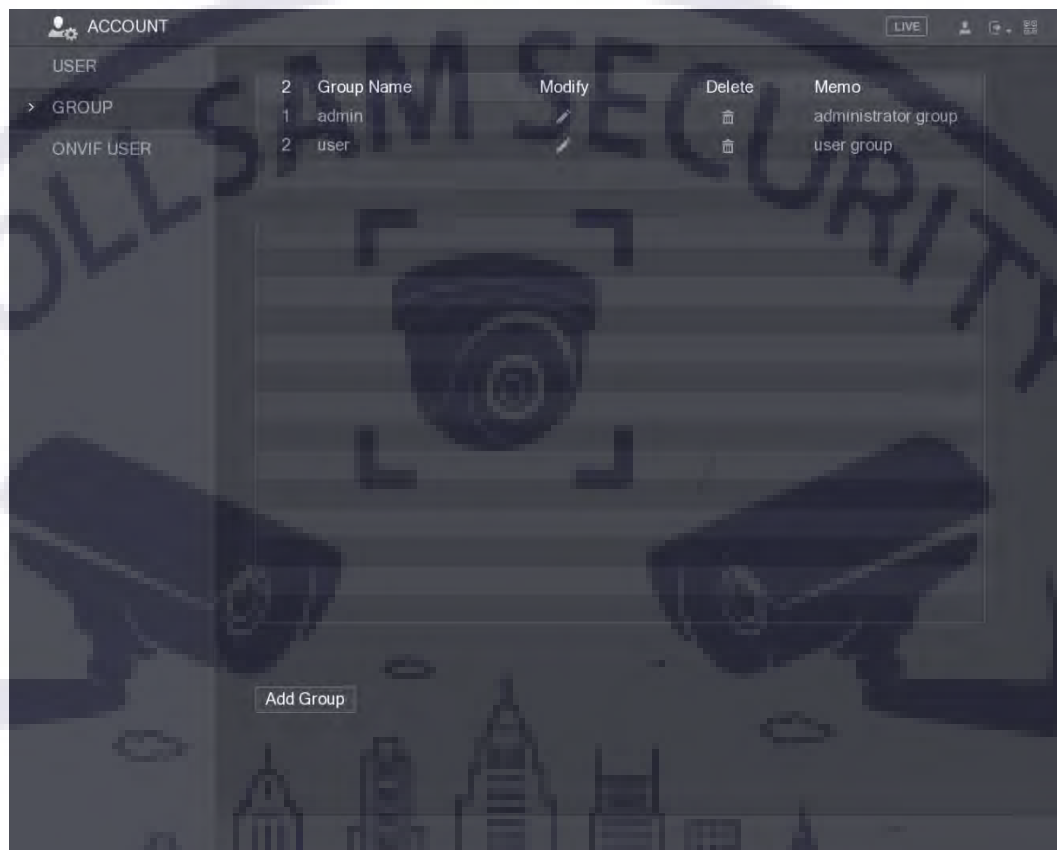 ACCOUNT
LIVE
USER
GROUP
ONVIF USER
2 Group Name Modify Delete Memo
1 admin administrator group
2 user user group
OLLSAM SECURITY
Add Group